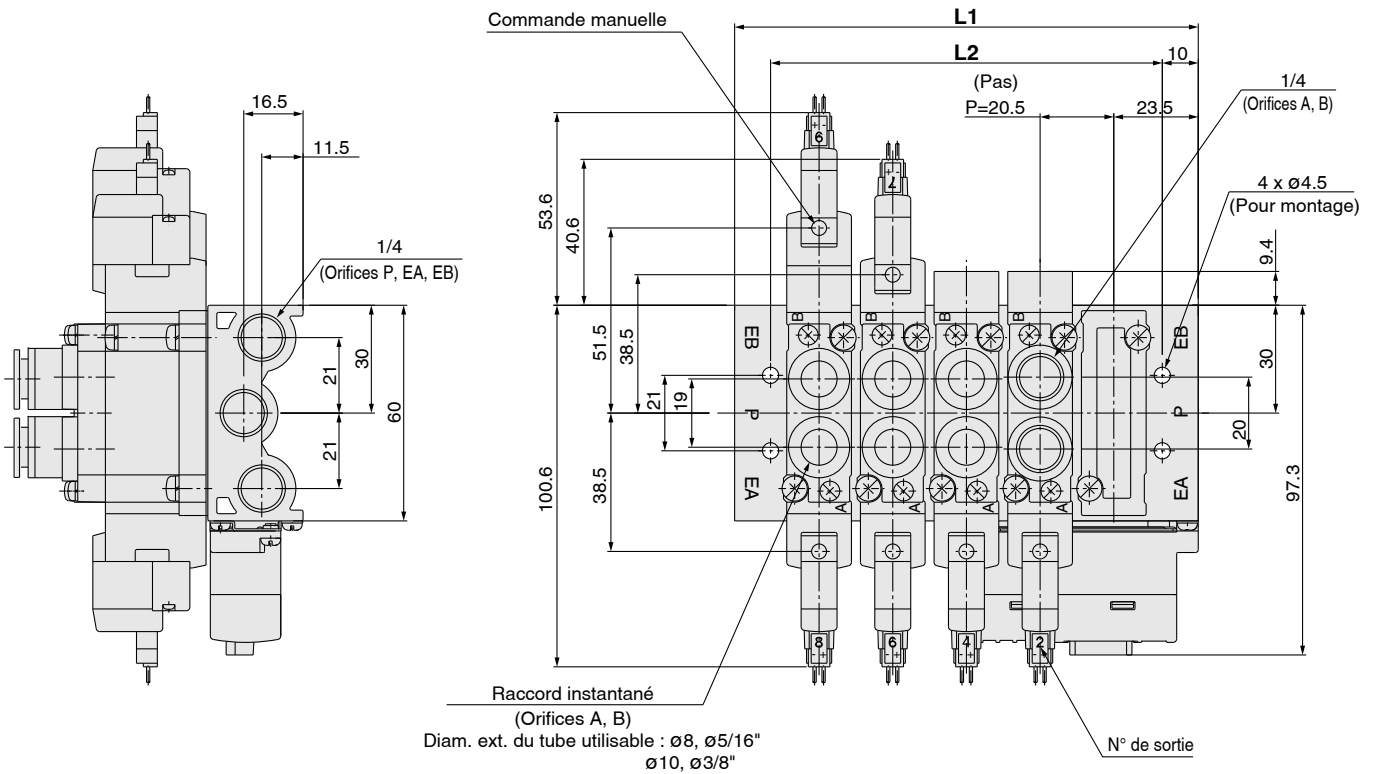 Commande manuelle
L1
L2
10
(Pas)
P=20.5
23.5
1/4
(Orifices A, B)
16.5
11.5
4 x ø4.5
(Pour montage)
53.6
40.6
9.4
1/4
(Orifices P, EA, EB)
51.5
38.5
30
21
60
21
EB
P
EA
B
B
B
B
EB
P
EA
30
20
97.3
21
19
100.6
38.5
A
A
A
A
+ -
6
+ -
7
8
- +
6
- +
4
- +
2
- +
Raccord instantané
(Orifices A, B)
Diam. ext. du tube utilisable : ø8, ø5/16"
ø10, ø3/8"
N° de sortie